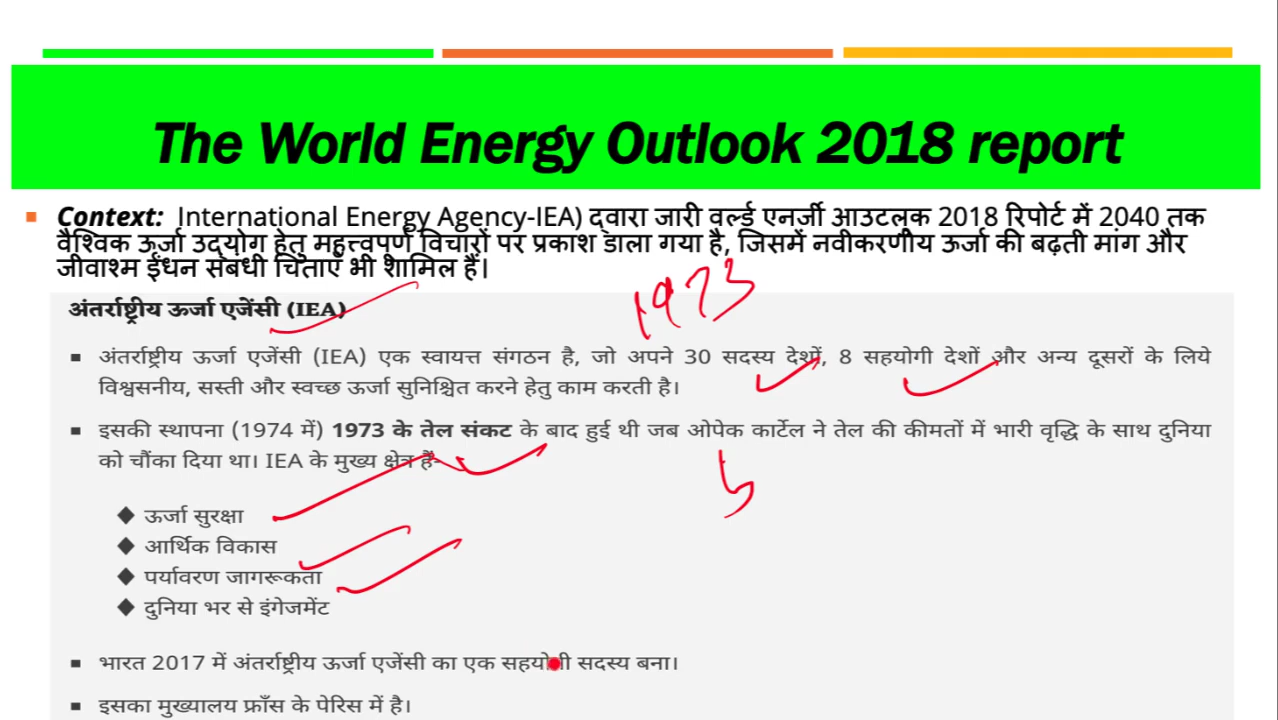 The World Energy Outlook 2018 report
Context: International Energy Agency-IEA) द्वारा जारी वर्ल्ड एनर्जी आउटलुक 2018 रिपोर्ट में 2040 तक
वैश्विक ऊर्जा उद्योग हेतु महत्त्वपूर्ण विचारों पर प्रकाश डाला गया है, जिसमें नवीकरणीय ऊर्जा की बढ़ती मांग और
जीवाश्म ईंधन संबंधी चिंताएँ भी शामिल हैं।
1973
अंतर्राष्ट्रीय ऊर्जा एजेंसी (IEA)
अंतर्राष्ट्रीय ऊर्जा एजेंसी (IEA) एक स्वायत्त संगठन है, जो अपने 30 सदस्य देशों, 8 सहयोगी देशों और अन्य दूसरों के लिये
विश्वसनीय, सस्ती और स्वच्छ ऊर्जा सुनिश्चित करने हेतु काम करती है।
इसकी स्थापना (1974 में) 1973 के तेल संकट के बाद हुई थी जब ओपेक कार्टेल ने तेल की कीमतों में भारी वृद्धि के साथ दुनिया
को चौंका दिया था। IEA के मुख्य क्षेत्र हैं-
ऊर्जा सुरक्षा
आर्थिक विकास
पर्यावरण जागरूकता
दुनिया भर से इंगेजमेंट
भारत 2017 में अंतर्राष्ट्रीय ऊर्जा एजेंसी का एक सहयोगी सदस्य बना।
इसका मुख्यालय फ्राँस के पेरिस में है।